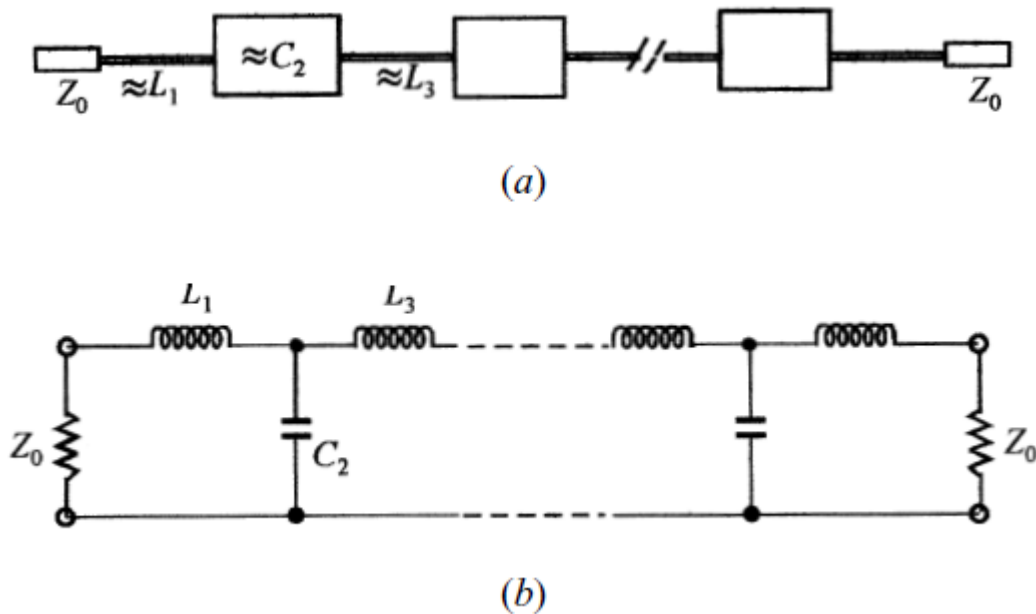 ≈C₂
Z₀ ≈L₁ ≈L₃ Z₀
(a)
L₁ L₃
Z₀ C₂ Z₀
(b)